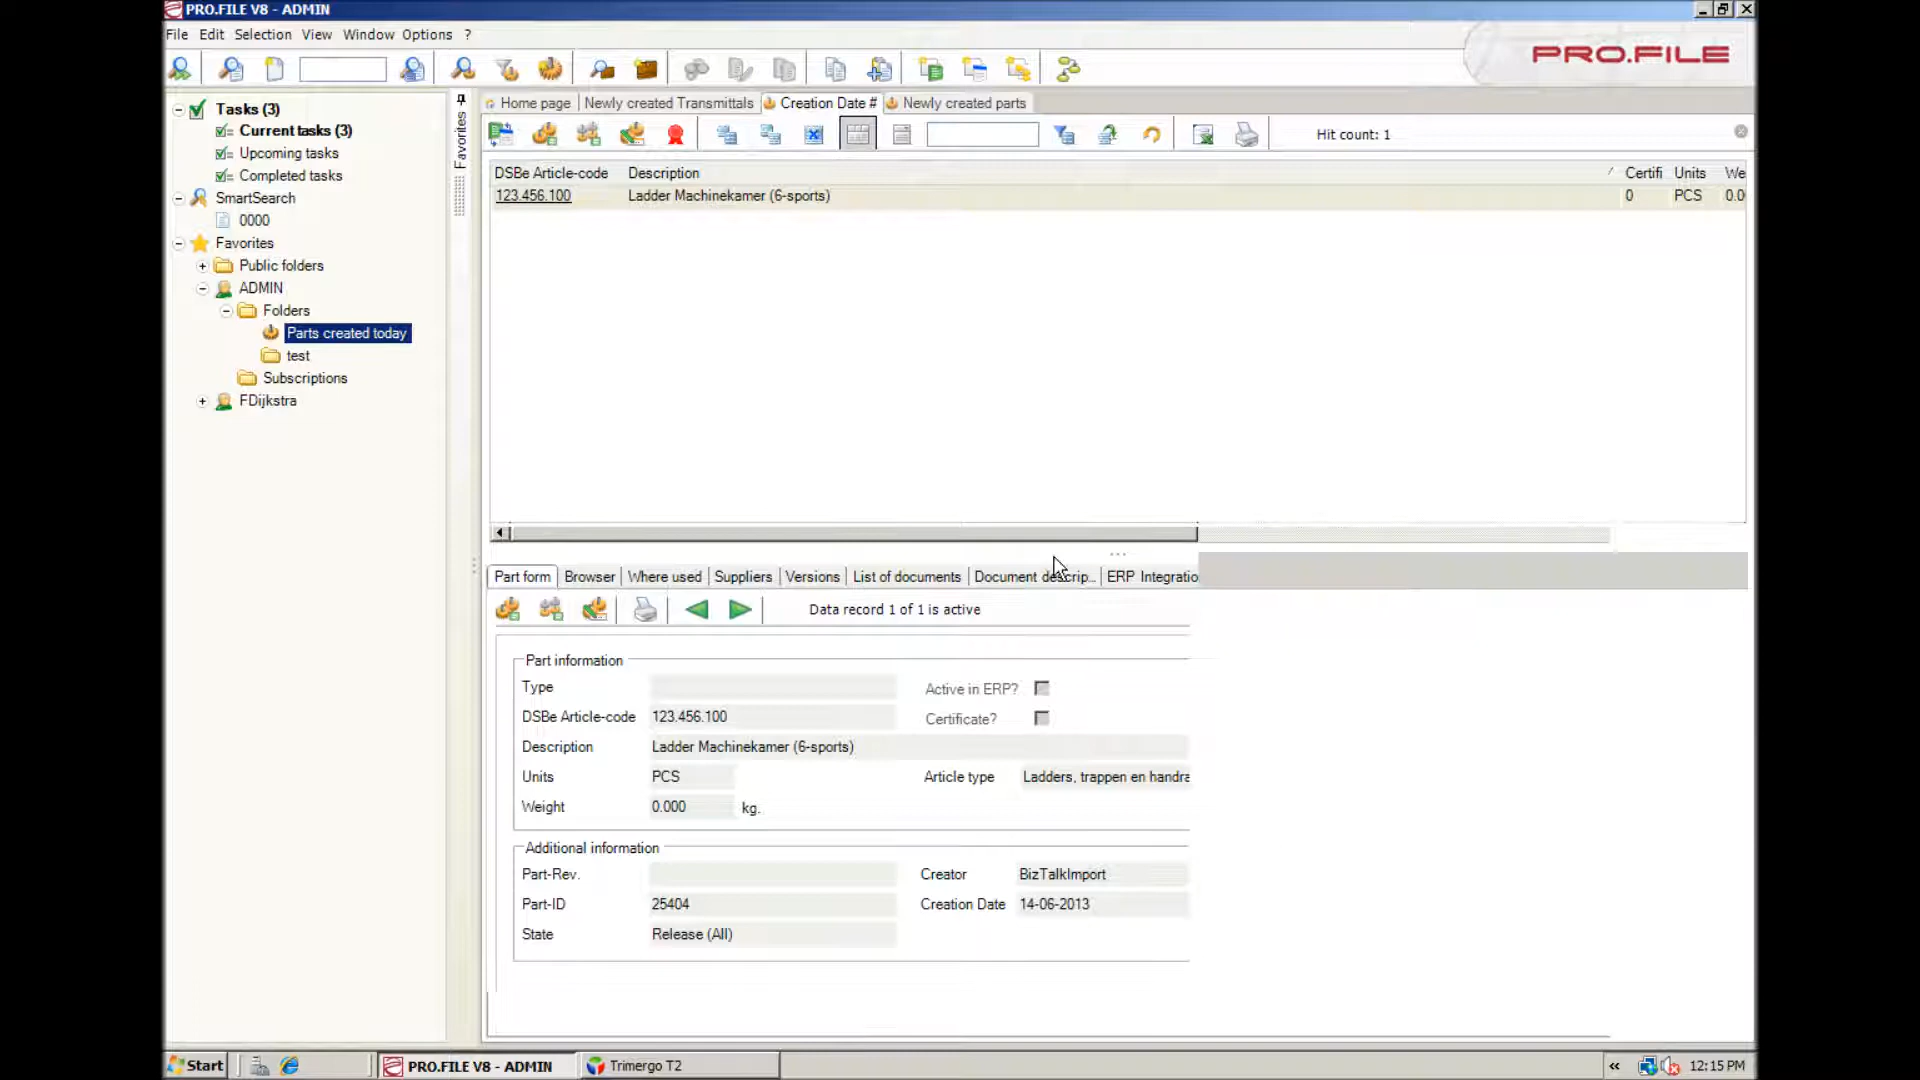 PRO.FILE V8 - ADMIN
File Edit Selection View Window Options ?
PRO.FILE
Tasks (3)
Current tasks (3)
Upcoming tasks
Completed tasks
SmartSearch
0000
Favorites
Public folders
ADMIN
Folders
Parts created today
test
Subscriptions
FDijkstra
Favorites
Home page Newly created Transmittals Creation Date # Newly created parts
Hit count: 1
DSBe Article-code Description Certifi Units We
123.456.100 Ladder Machinekamer (6-sports) 0 PCS 0.0
Part form Browser Where used Suppliers Versions List of documents Document descrip... ERP Integratio
Data record 1 of 1 is active
Part information
Type Active in ERP?
DSBe Article-code 123.456.100 Certificate?
Description Ladder Machinekamer (6-sports)
Units PCS Article type Ladders, trappen en handra
Weight 0.000 kg.
Additional information
Part-Rev. Creator BizTalkImport
Part-ID 25404 Creation Date 14-06-2013
State Release (All)
Start PRO.FILE V8 - ADMIN Trimergo T2 « 12:15 PM